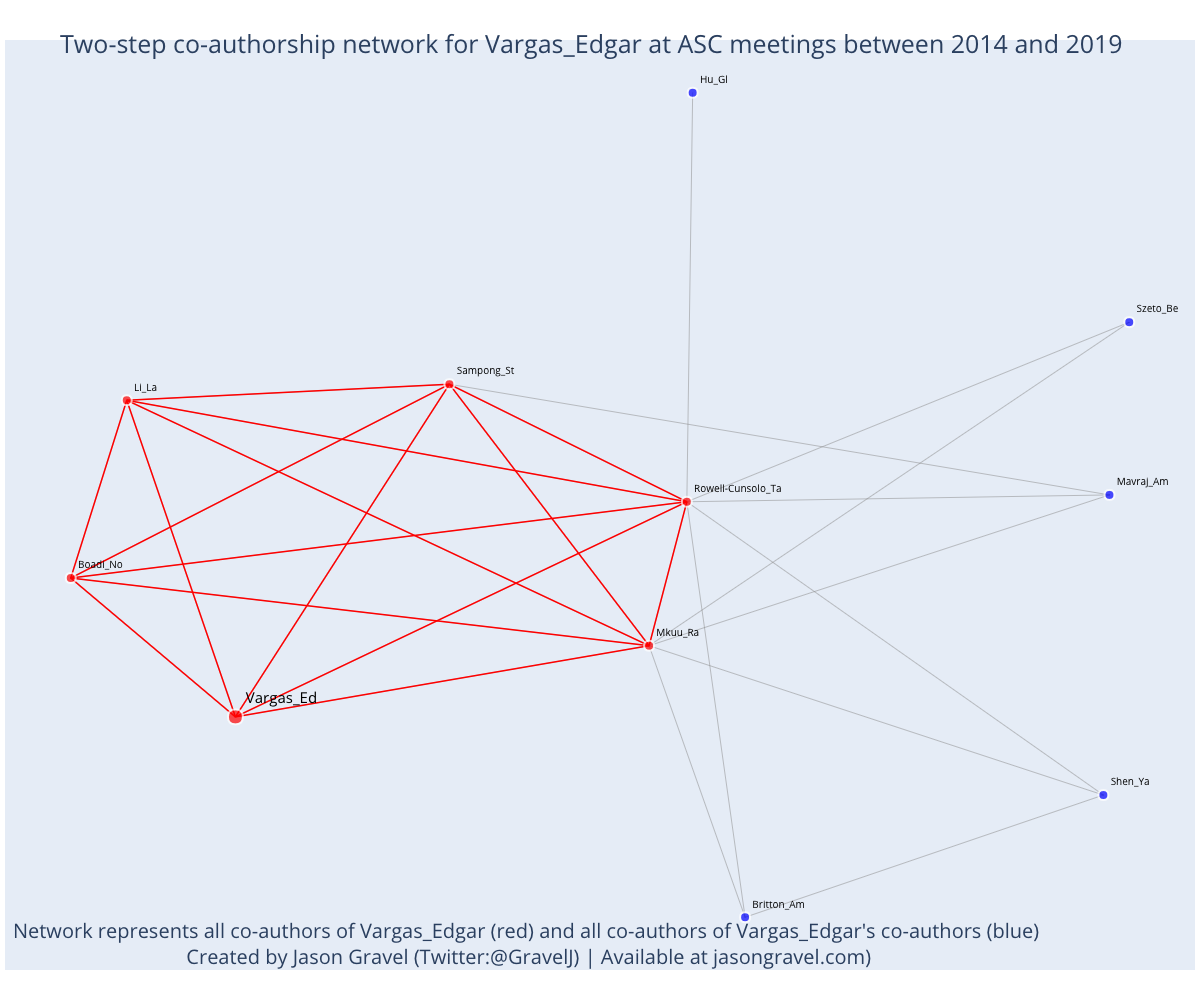 Two-step co-authorship network for Vargas_Edgar at ASC meetings between 2014 and 2019
Hu_Gl
Szeto_Be
Sampong_St
Li_La
Mavraj_Am
Rowell-Cunsolo_Ta
Boadi_No
Mkuu_Ra
Vargas_Ed
Shen_Ya
Britton_Am
Network represents all co-authors of Vargas_Edgar (red) and all co-authors of Vargas_Edgar's co-authors (blue)
Created by Jason Gravel (Twitter:@GravelJ) | Available at jasongravel.com)